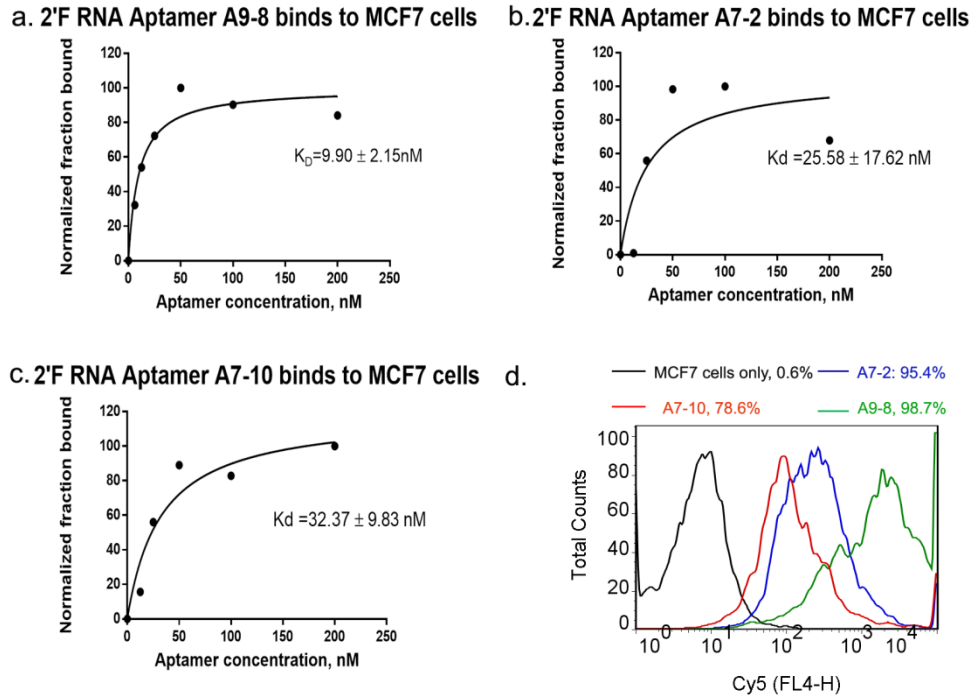 a. 2'F RNA Aptamer A9-8 binds to MCF7 cells
Normalized fraction bound
120
100
80
60
40
20
0
K_D=9.90 ± 2.15nM
0 50 100 150 200 250
Aptamer concentration, nM
b. 2'F RNA Aptamer A7-2 binds to MCF7 cells
Normalized fraction bound
120
100
80
60
40
20
0
Kd =25.58 ± 17.62 nM
0 50 100 150 200 250
Aptamer concentration, nM
c. 2'F RNA Aptamer A7-10 binds to MCF7 cells
Normalized fraction bound
120
100
80
60
40
20
0
Kd =32.37 ± 9.83 nM
0 50 100 150 200 250
Aptamer concentration, nM
d.
MCF7 cells only, 0.6% A7-2: 95.4%
A7-10, 78.6% A9-8, 98.7%
Total Counts
100
80
60
40
20
0
10^0 10^1 10^2 10^3 10^4
Cy5 (FL4-H)